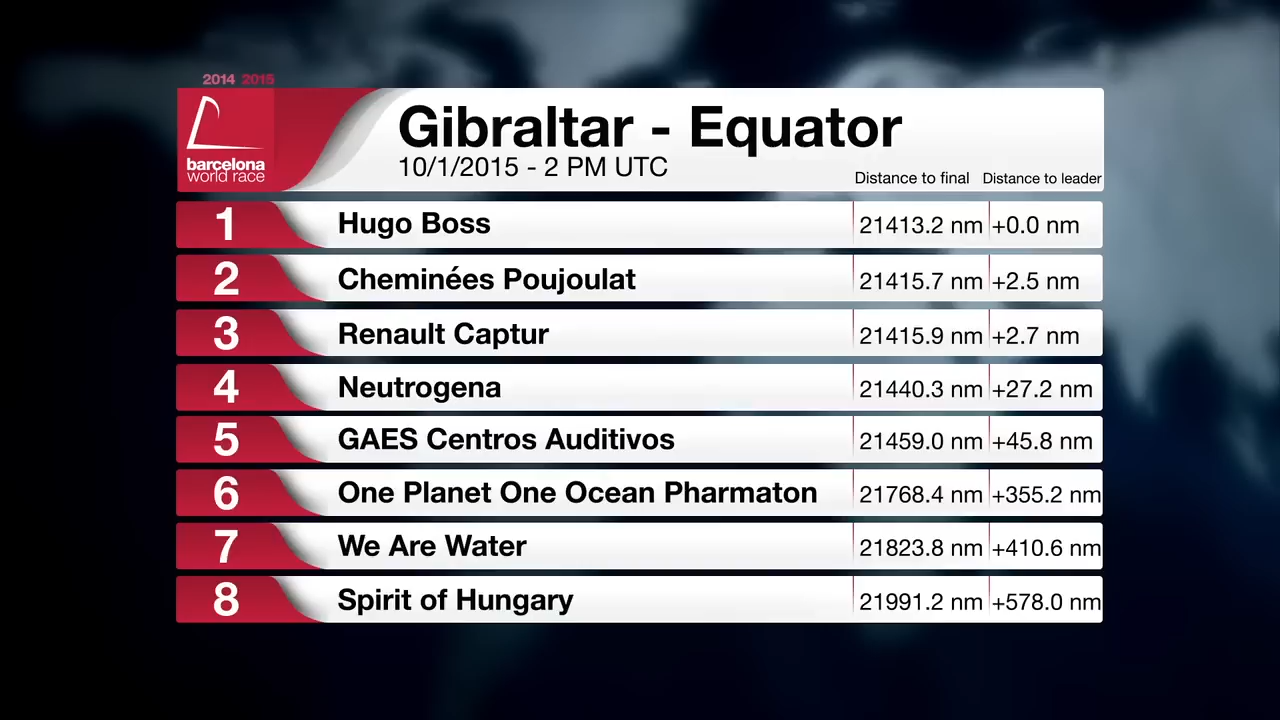 2014 2015
barcelona
world race
Gibraltar - Equator
10/1/2015 - 2 PM UTC
Distance to final Distance to leader
1 Hugo Boss 21413.2 nm +0.0 nm
2 Cheminées Poujoulat 21415.7 nm +2.5 nm
3 Renault Captur 21415.9 nm +2.7 nm
4 Neutrogena 21440.3 nm +27.2 nm
5 GAES Centros Auditivos 21459.0 nm +45.8 nm
6 One Planet One Ocean Pharmaton 21768.4 nm +355.2 nm
7 We Are Water 21823.8 nm +410.6 nm
8 Spirit of Hungary 21991.2 nm +578.0 nm